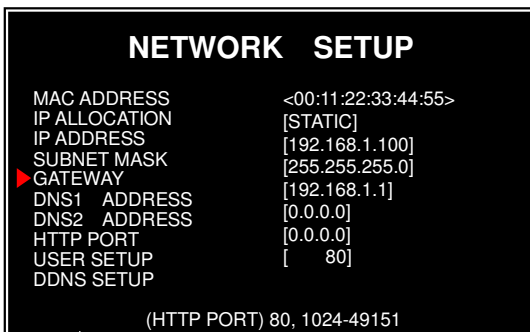 NETWORK SETUP
MAC ADDRESS <00:11:22:33:44:55>
IP ALLOCATION [STATIC]
IP ADDRESS [192.168.1.100]
SUBNET MASK [255.255.255.0]
GATEWAY [192.168.1.1]
DNS1 ADDRESS [0.0.0.0]
DNS2 ADDRESS [0.0.0.0]
HTTP PORT [ 80]
USER SETUP
DDNS SETUP
(HTTP PORT) 80, 1024-49151